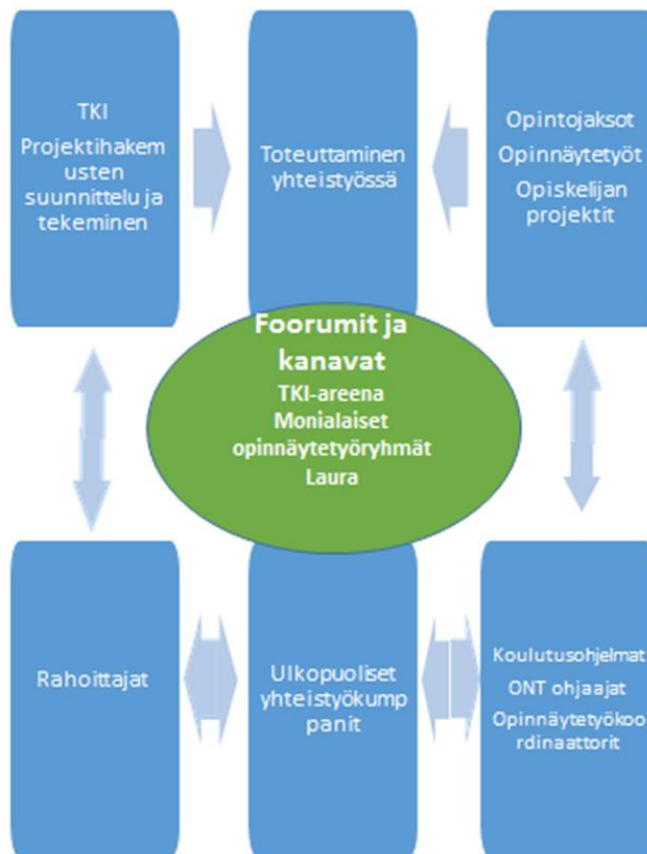 TKI
Projektihakem
usten
suunnittelu ja
tekeminen
Toteuttaminen
yhteistyössä
Opintojaksot
Opinnäytetyöt
Opiskelijan
projektit
Foorumit ja
kanavat
TKI-areena
Monialaiset
opinnäytetyöryhmät
Laura
Rahoittajat
Ulkopuoliset
yhteistyökump
panit
Koulutusohjelmat
ONT ohjaajat
Opinnäytetyökoo
rdinaattorit